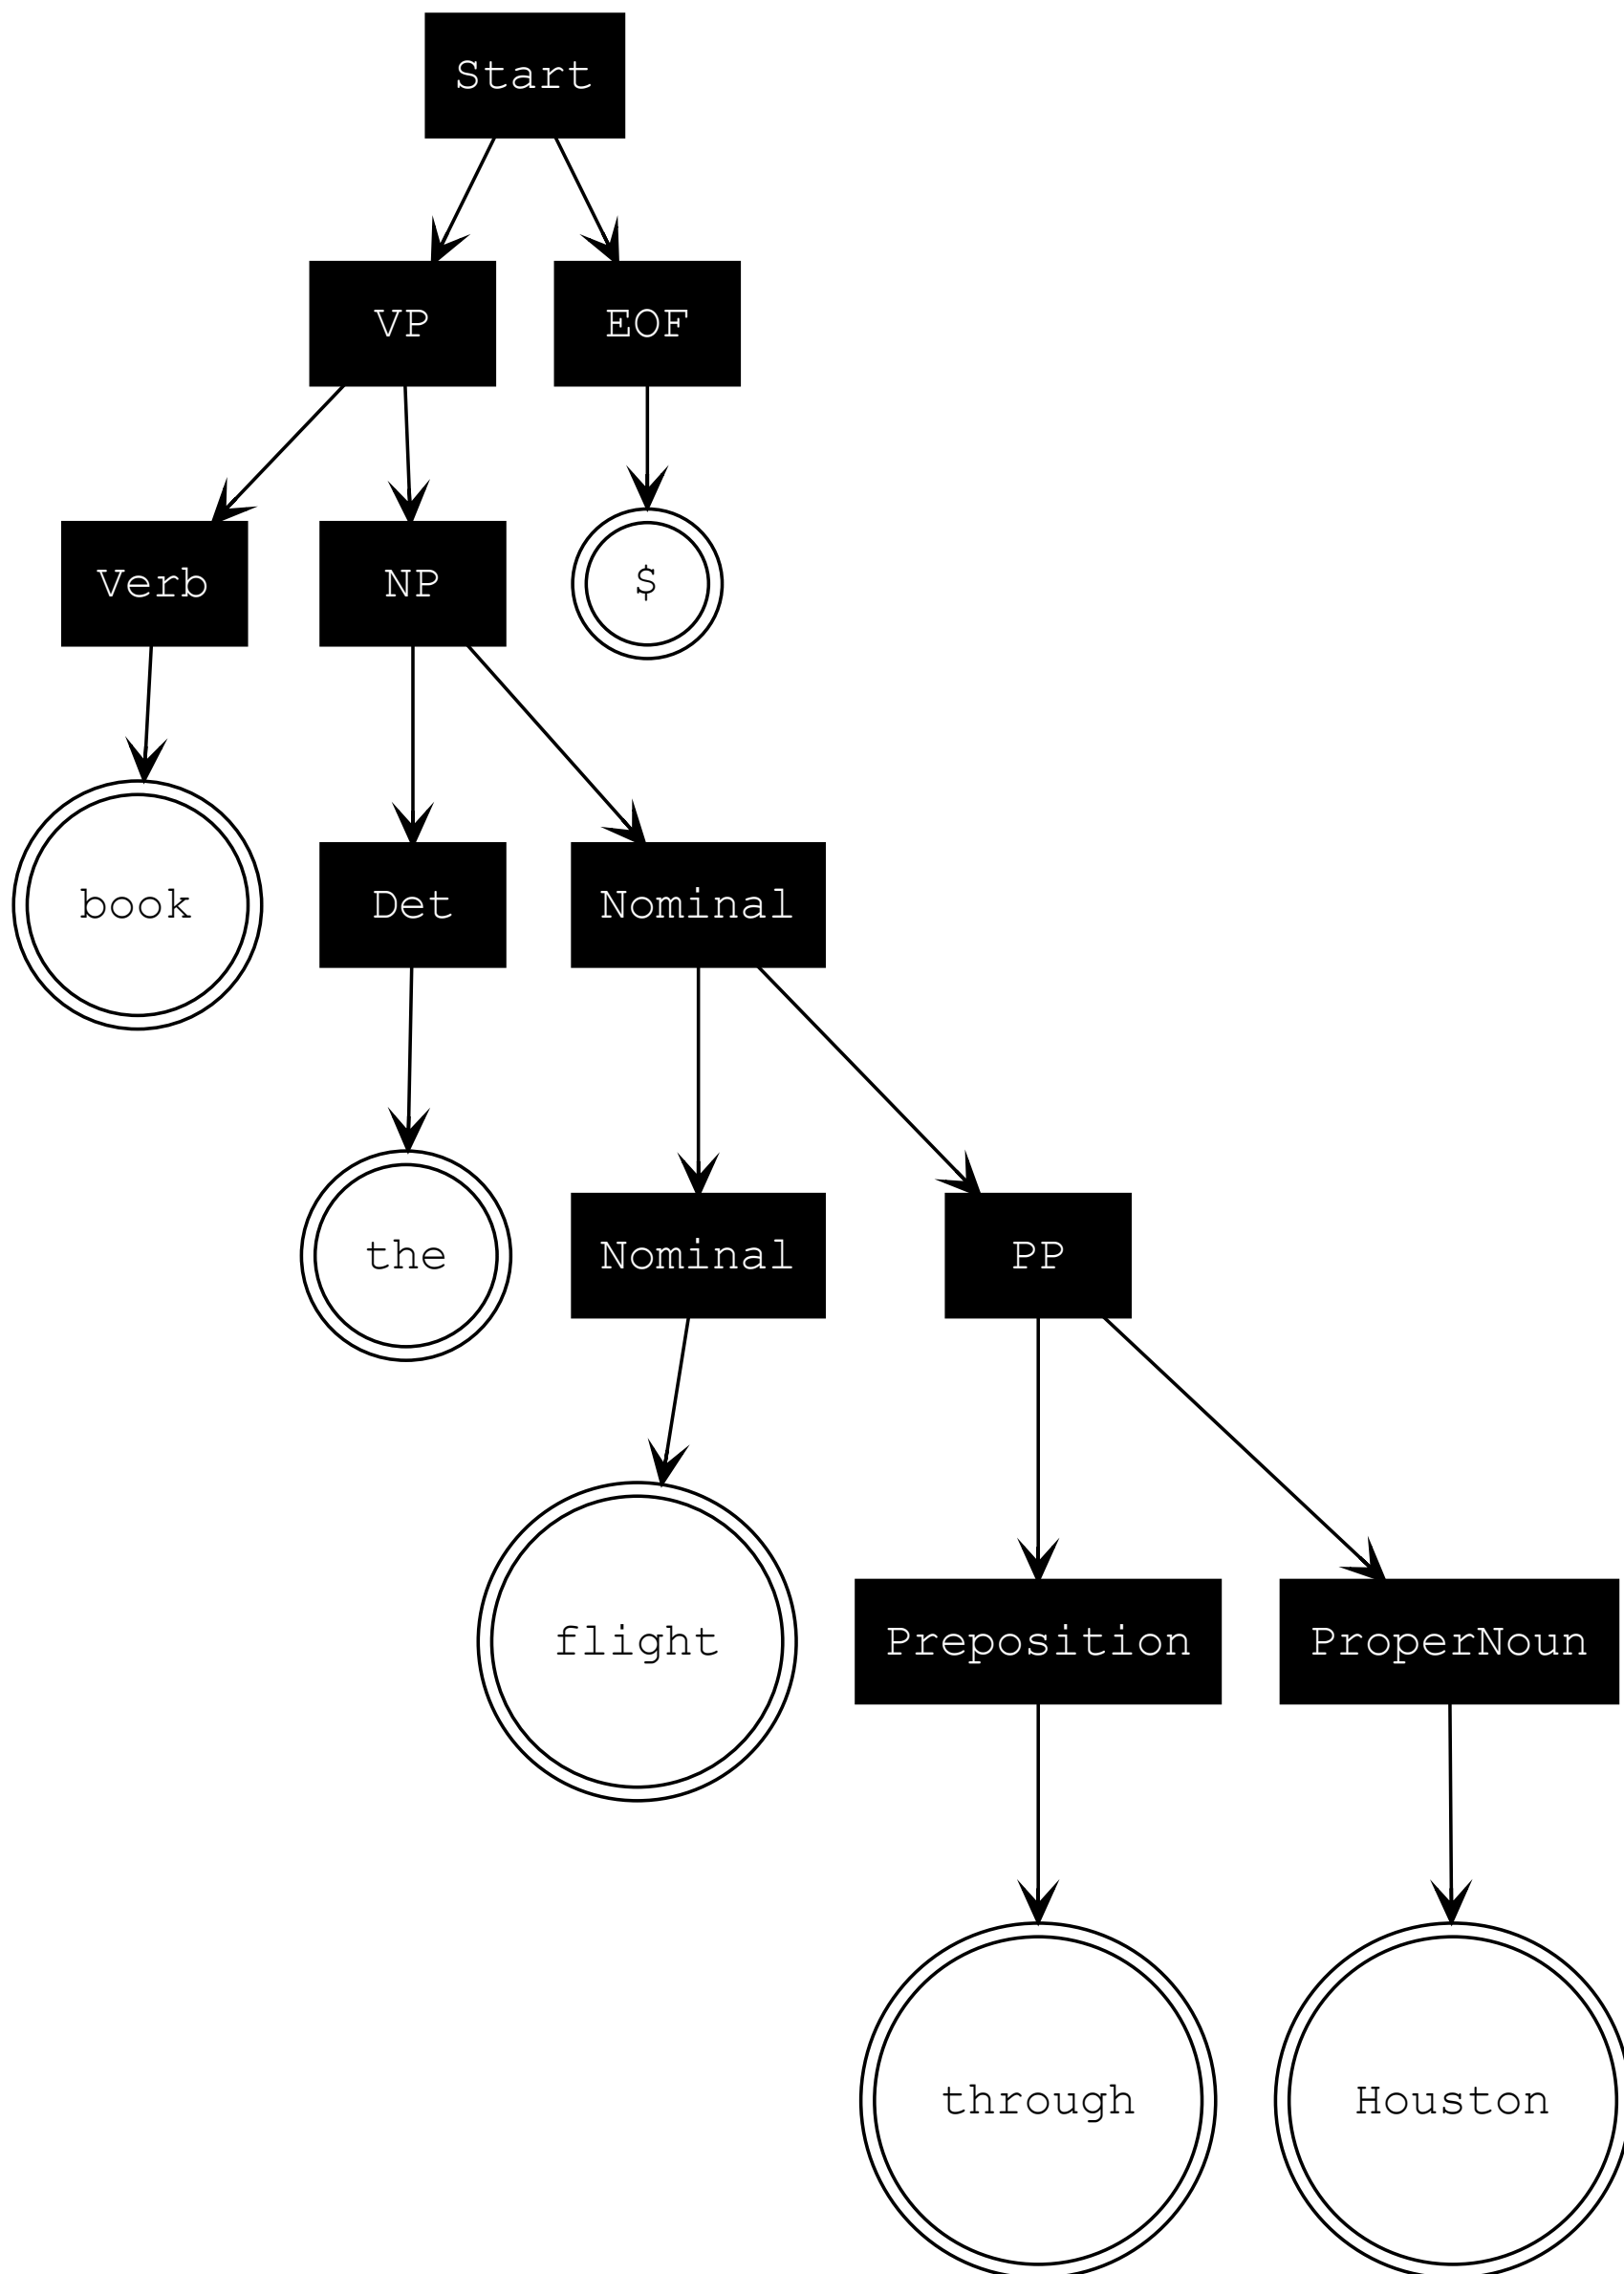 Start
VP EOF
Verb NP $
book Det Nominal
the Nominal PP
flight Preposition ProperNoun
through Houston